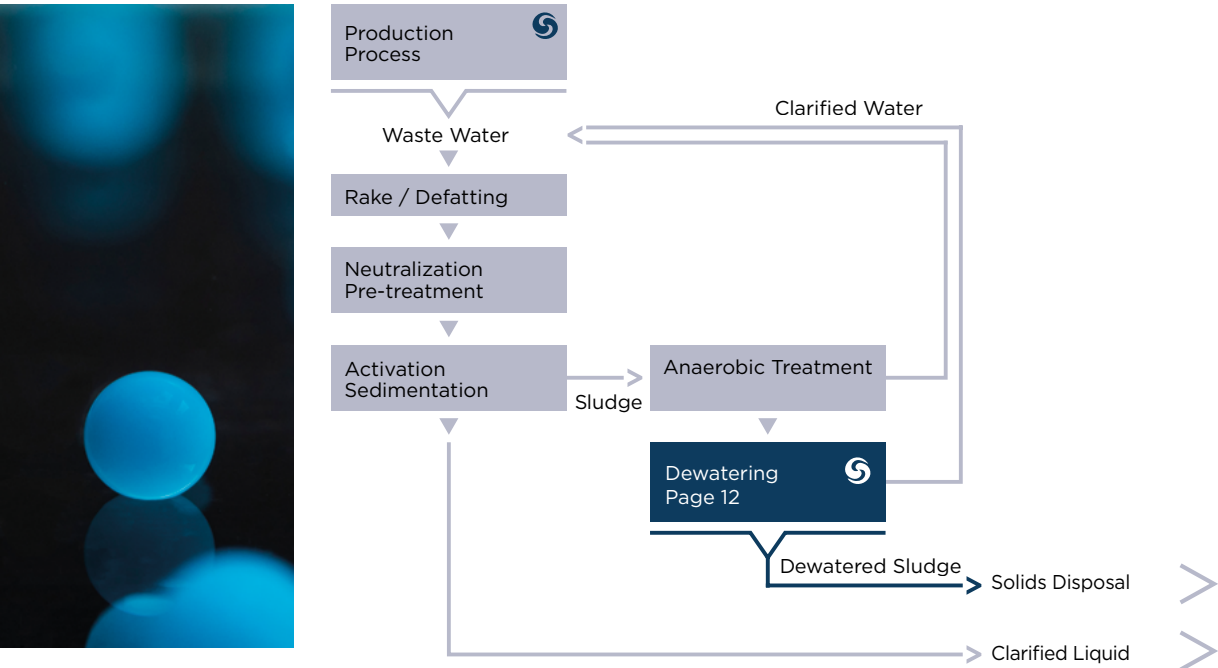 Production
Process
Clarified Water
Waste Water
Rake / Defatting
Neutralization
Pre-treatment
Activation
Sedimentation
Sludge
Anaerobic Treatment
Dewatering
Page 12
Dewatered Sludge
Solids Disposal
Clarified Liquid